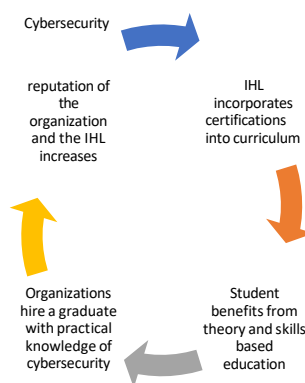 Cybersecurity
reputation of
the
organization
and the IHL
increases
IHL
incorporates
certifications
into curriculum
Student
benefits from
theory and skills
based
education
Organizations
hire a graduate
with practical
knowledge of
cybersecurity